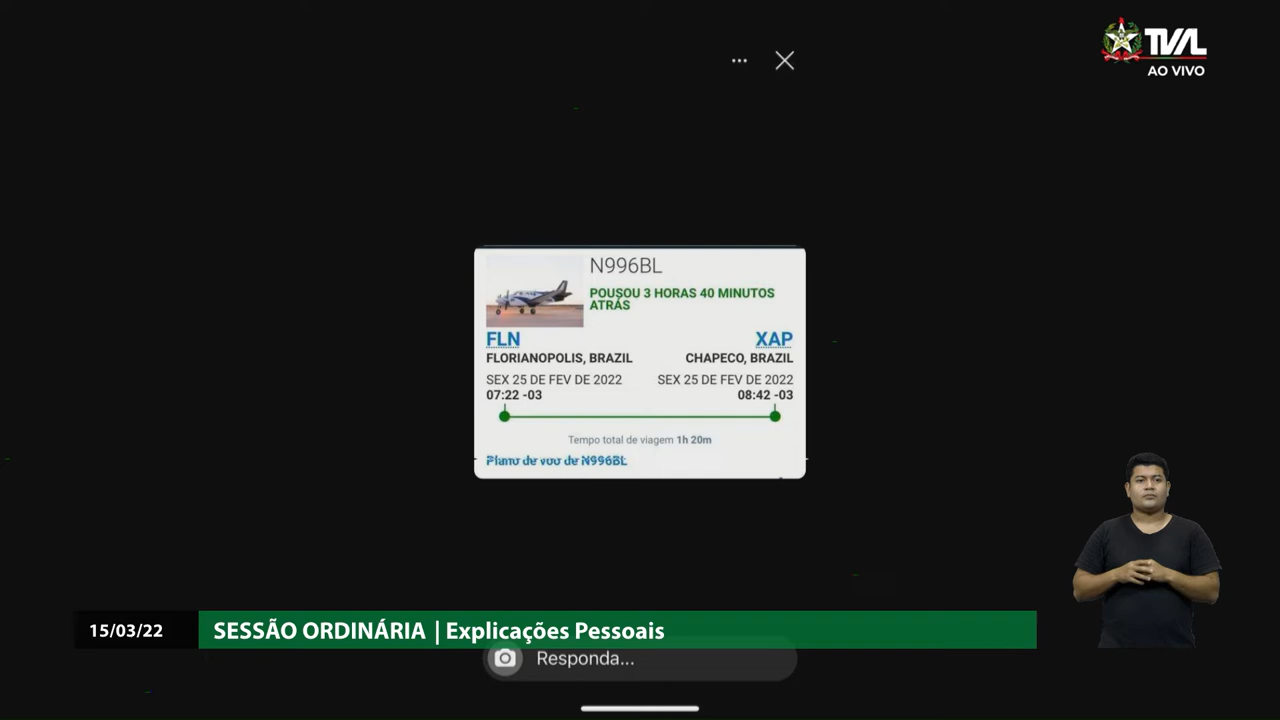 TVAL
AO VIVO
N996BL
POUSOU 3 HORAS 40 MINUTOS
ATRÁS
FLN
XAP
FLORIANOPOLIS, BRAZIL
CHAPECO, BRAZIL
SEX 25 DE FEV DE 2022
SEX 25 DE FEV DE 2022
07:22 -03
08:42 -03
Tempo total de viagem 1h 20m
Plano de voo de N996BL
15/03/22
SESSÃO ORDINÁRIA | Explicações Pessoais
Responda...